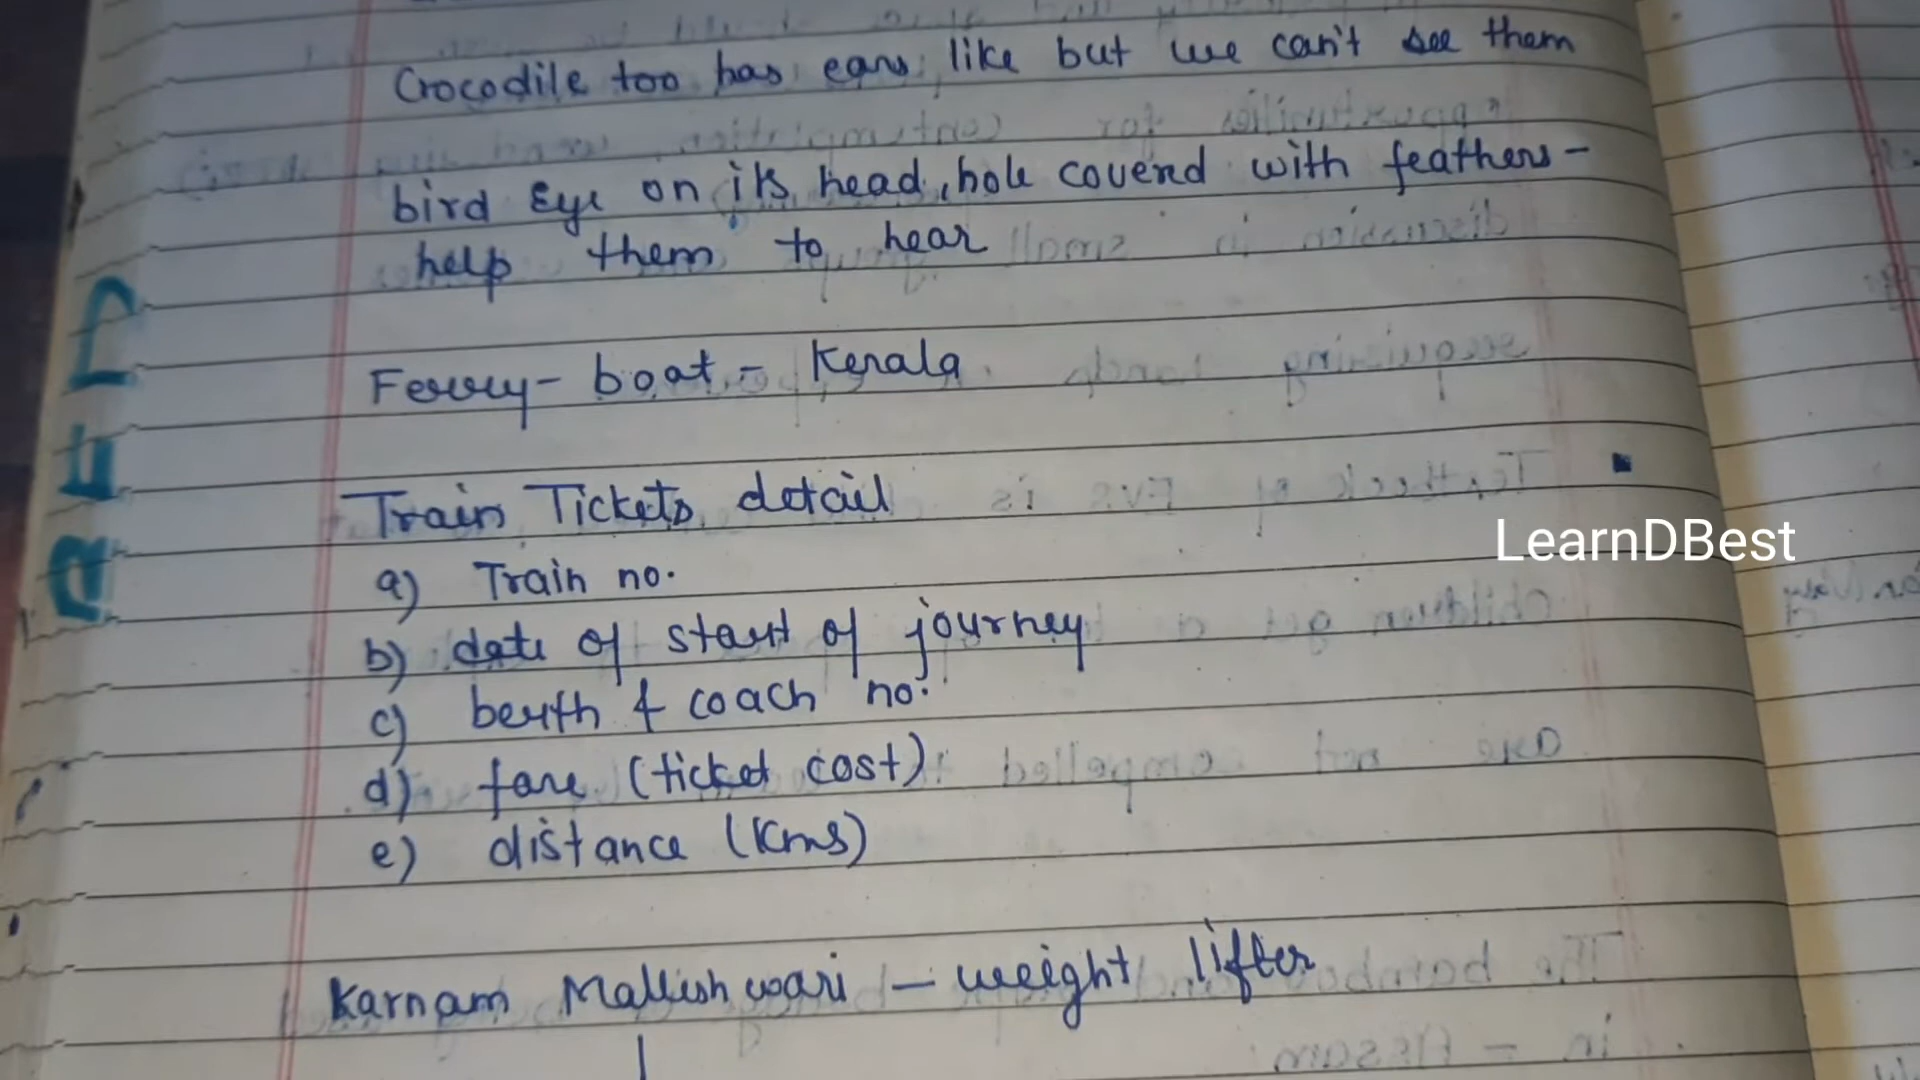 Crocodile too has ears, like but we can't see them
bird Eye on its head, hole coverd with feathers -
help them to hear
Ferry - boat = Kerala
Train Tickets detail
a) Train no.
b) date of start of journey
c) berth & coach no.
d) fare (ticket cost)
e) distance (Kms)
Karnam Mallishwari - weight lifter
B.E.D
LearnDBest